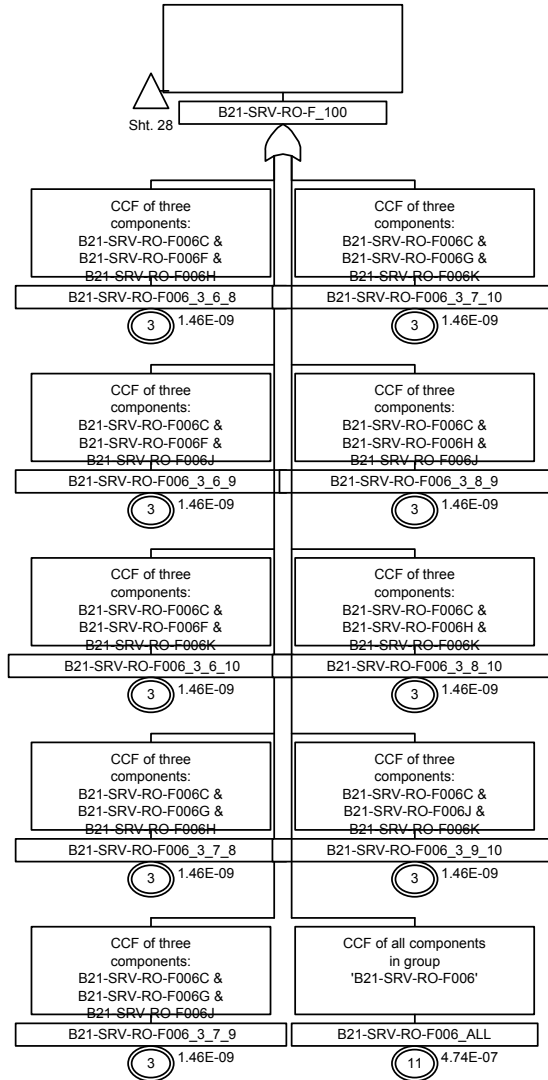 B21-SRV-RO-F_100
Sht. 28
CCF of three
components:
B21-SRV-RO-F006C &
B21-SRV-RO-F006F &
B21-SRV-RO-F006H
B21-SRV-RO-F006_3_6_8
3
1.46E-09
CCF of three
components:
B21-SRV-RO-F006C &
B21-SRV-RO-F006G &
B21-SRV-RO-F006K
B21-SRV-RO-F006_3_7_10
3
1.46E-09
CCF of three
components:
B21-SRV-RO-F006C &
B21-SRV-RO-F006F &
B21-SRV-RO-F006J
B21-SRV-RO-F006_3_6_9
3
1.46E-09
CCF of three
components:
B21-SRV-RO-F006C &
B21-SRV-RO-F006H &
B21-SRV-RO-F006J
B21-SRV-RO-F006_3_8_9
3
1.46E-09
CCF of three
components:
B21-SRV-RO-F006C &
B21-SRV-RO-F006F &
B21-SRV-RO-F006K
B21-SRV-RO-F006_3_6_10
3
1.46E-09
CCF of three
components:
B21-SRV-RO-F006C &
B21-SRV-RO-F006H &
B21-SRV-RO-F006K
B21-SRV-RO-F006_3_8_10
3
1.46E-09
CCF of three
components:
B21-SRV-RO-F006C &
B21-SRV-RO-F006G &
B21-SRV-RO-F006H
B21-SRV-RO-F006_3_7_8
3
1.46E-09
CCF of three
components:
B21-SRV-RO-F006C &
B21-SRV-RO-F006J &
B21-SRV-RO-F006K
B21-SRV-RO-F006_3_9_10
3
1.46E-09
CCF of three
components:
B21-SRV-RO-F006C &
B21-SRV-RO-F006G &
B21-SRV-RO-F006J
B21-SRV-RO-F006_3_7_9
3
1.46E-09
CCF of all components
in group
'B21-SRV-RO-F006'
B21-SRV-RO-F006_ALL
11
4.74E-07